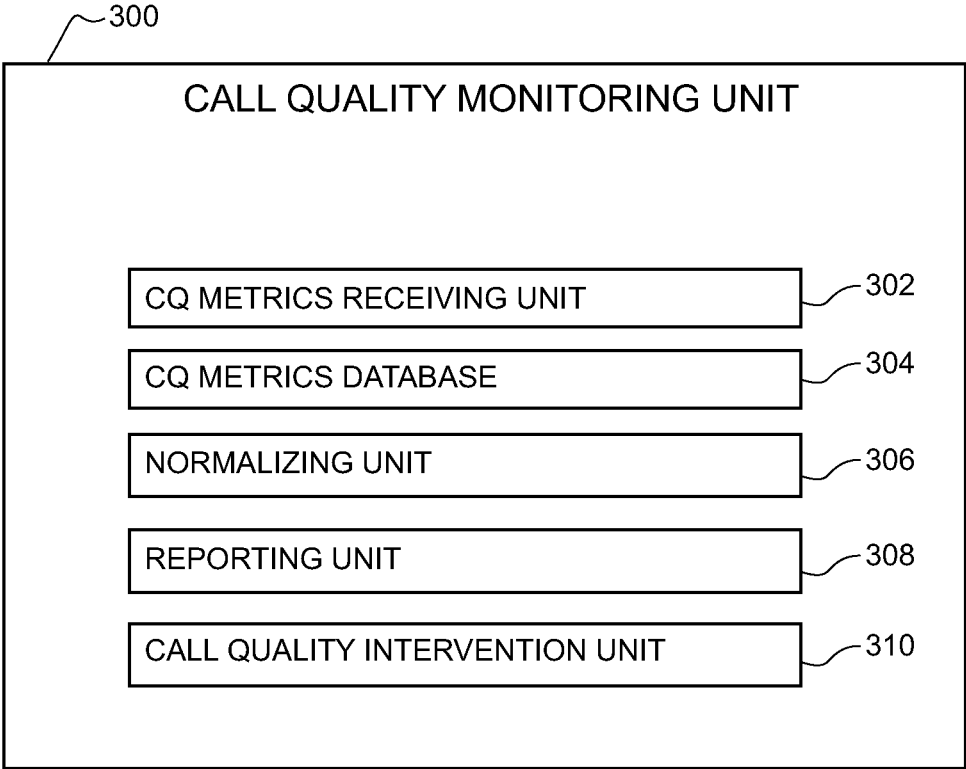 300
CALL QUALITY MONITORING UNIT
CQ METRICS RECEIVING UNIT
302
CQ METRICS DATABASE
304
NORMALIZING UNIT
306
REPORTING UNIT
308
CALL QUALITY INTERVENTION UNIT
310